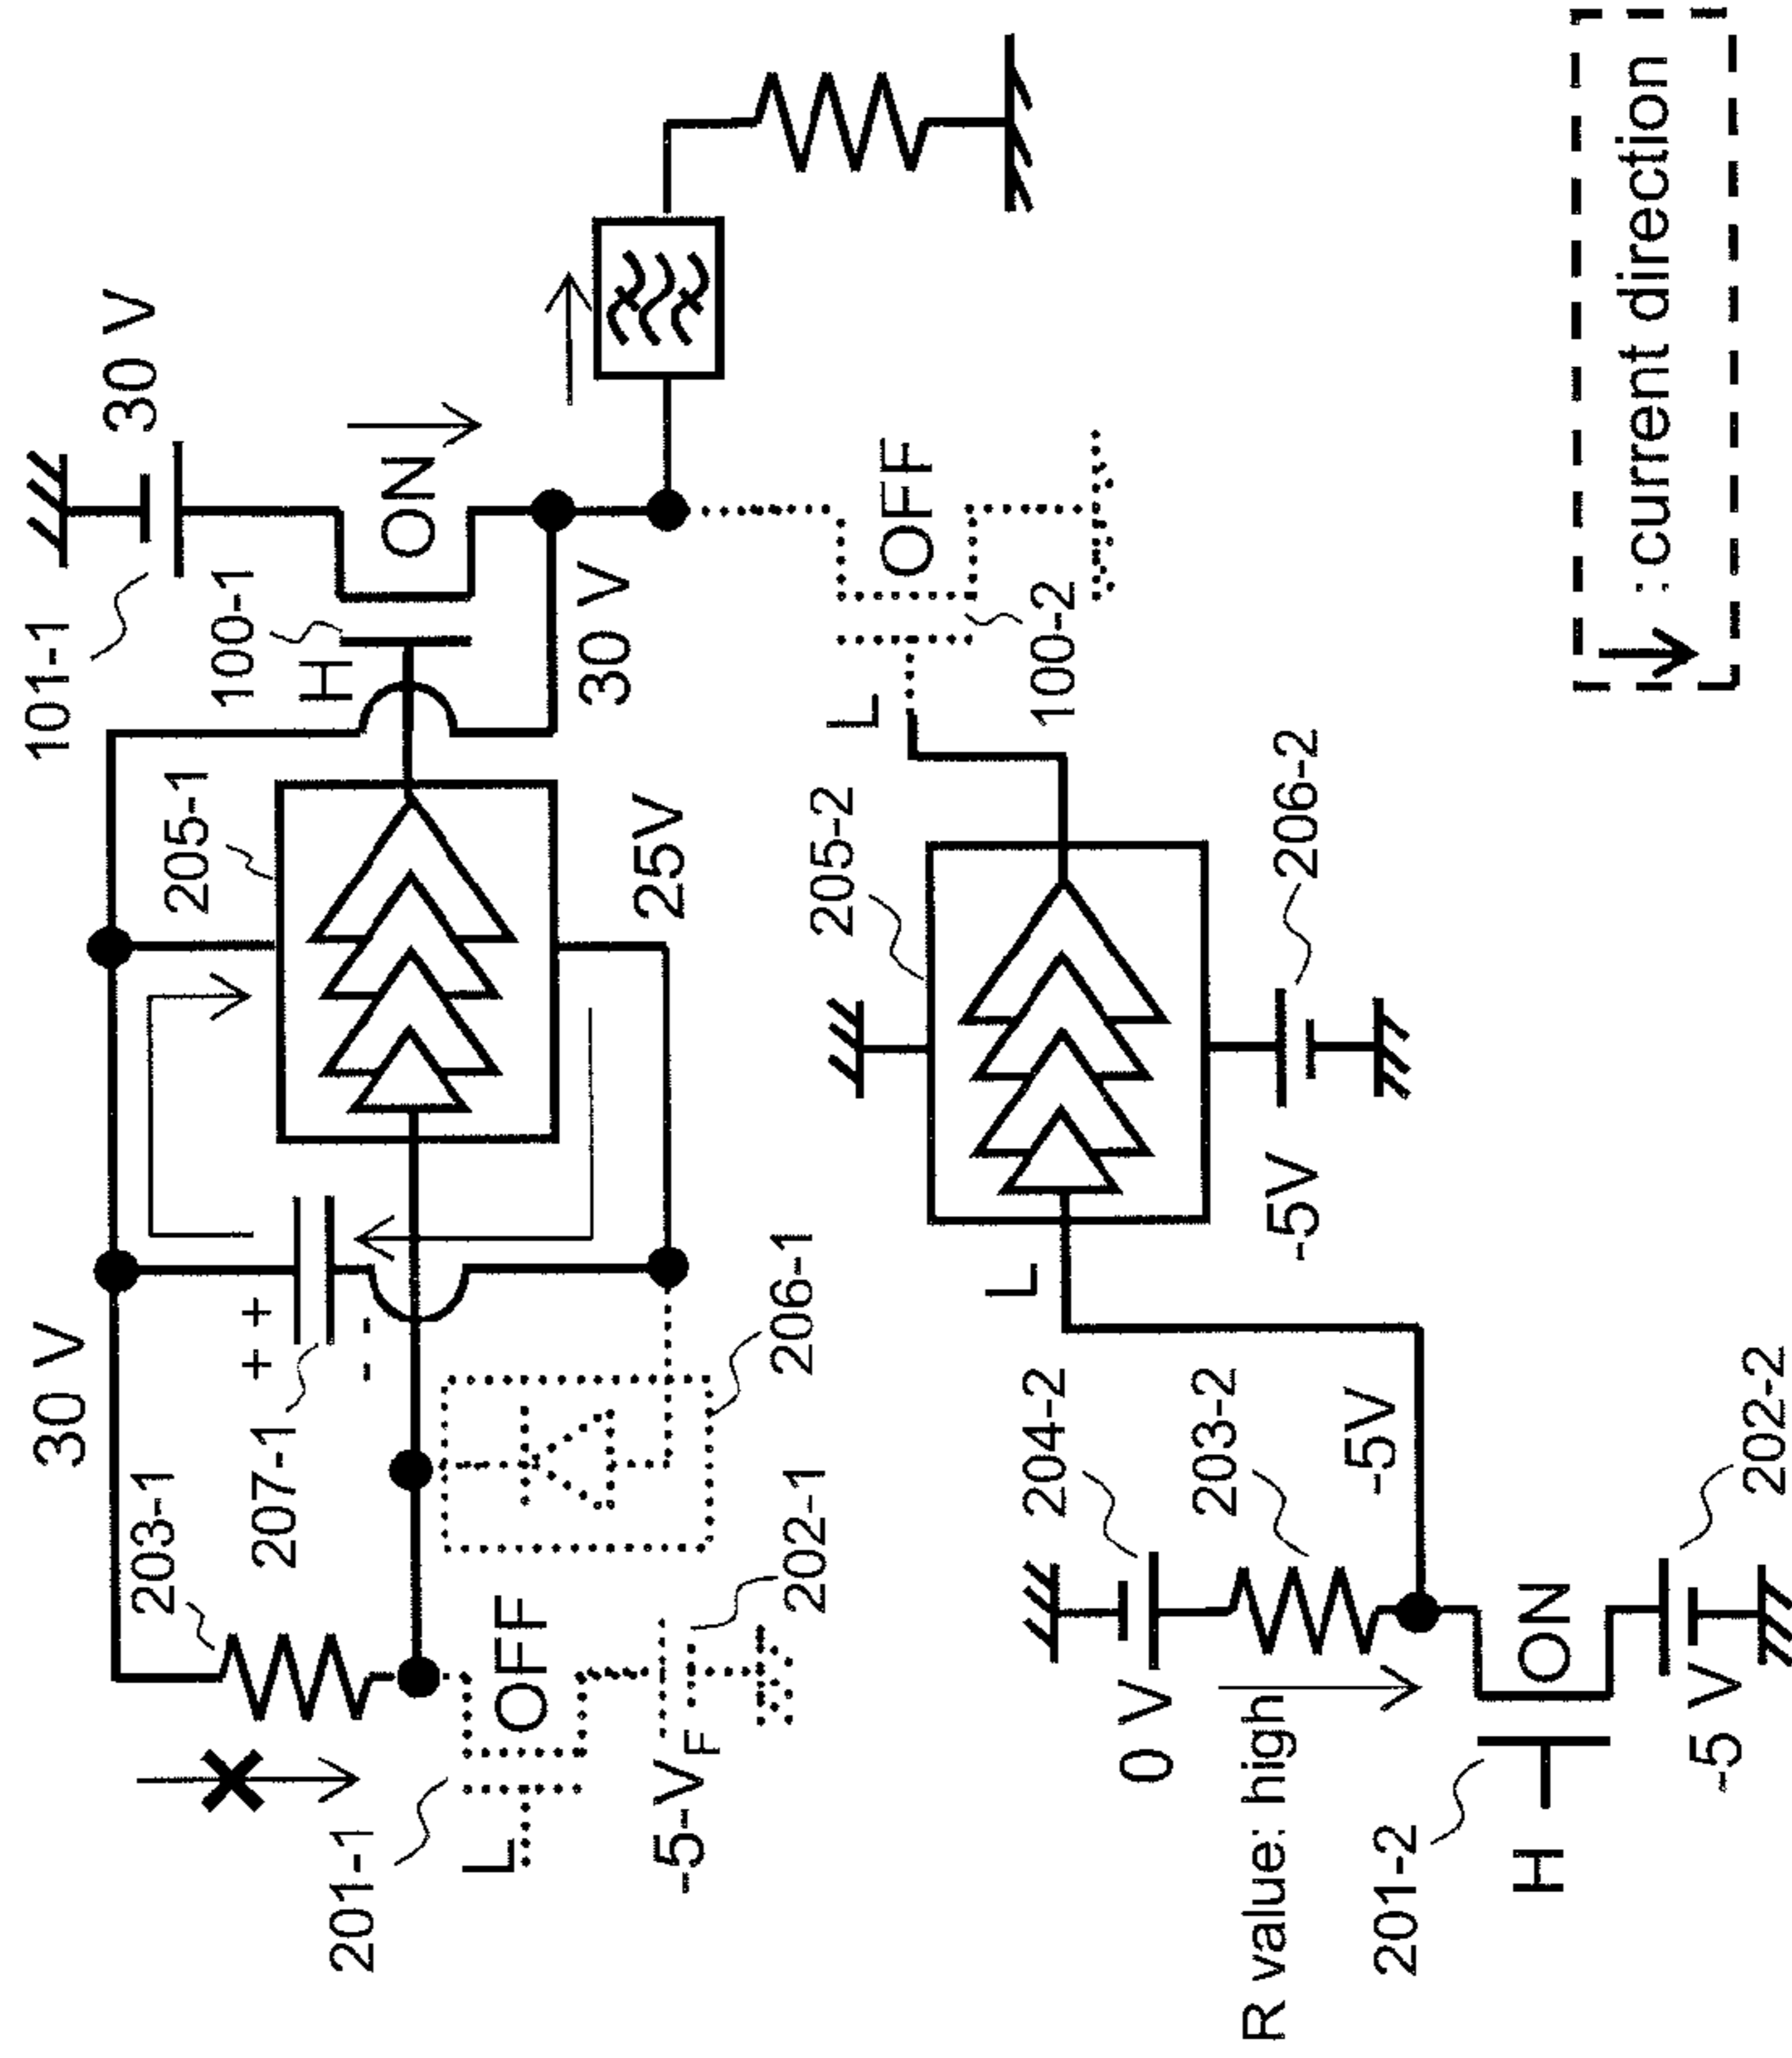 101-1
30 V
100-1
H
ON
30 V
205-1
25V
30 V
203-1
207-1
+ +
- -
206-1
OFF
201-1
L
-5-VF
202-1
L
OFF
100-2
205-2
206-2
-5V
L
204-2
203-2
-5V
0 V
R value: high
ON
201-2
H
-5 V
202-2
: current direction